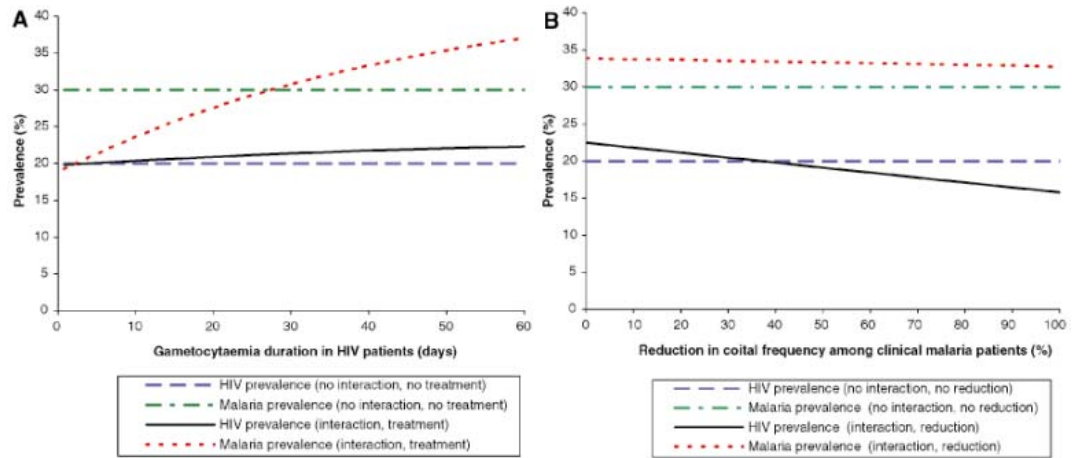 A
40
35
30
25
20
15
10
5
0
Prevalence (%)
0 10 20 30 40 50 60
Gametocytaemia duration in HIV patients (days)
HIV prevalence (no interaction, no treatment)
Malaria prevalence (no interaction, no treatment)
HIV prevalence (interaction, treatment)
Malaria prevalence (interaction, treatment)
B
40
35
30
25
20
15
10
5
0
Prevalence (%)
0 10 20 30 40 50 60 70 80 90 100
Reduction in coital frequency among clinical malaria patients (%)
HIV prevalence (no interaction, no reduction)
Malaria prevalence (no interaction, no reduction)
HIV prevalence (interaction, reduction)
Malaria prevalence (interaction, reduction)